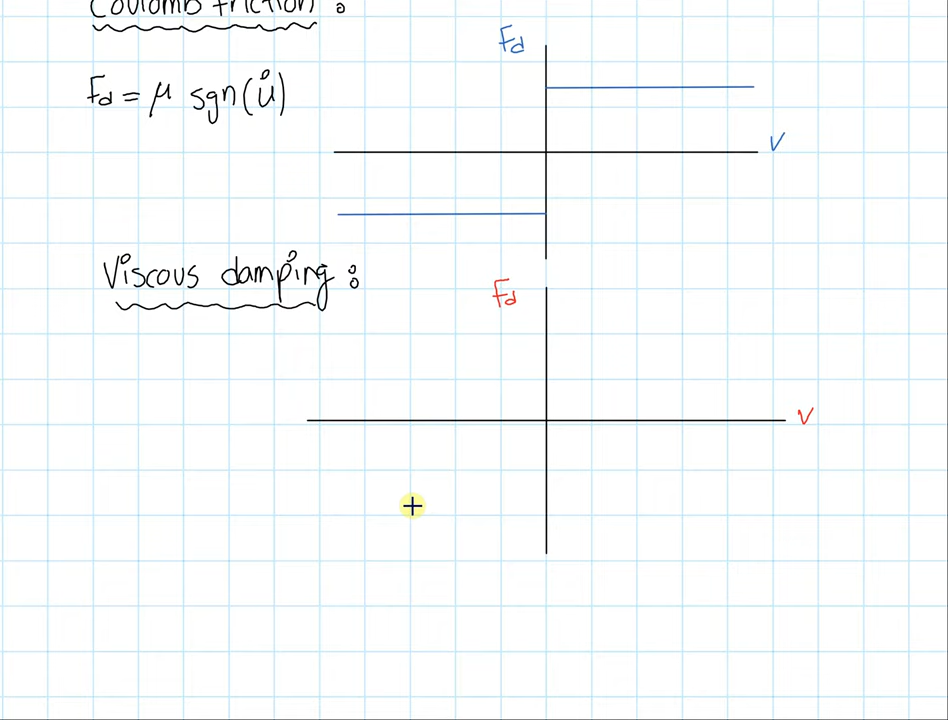 Coulomb friction :
Fd
Fd = μ sgn(u̇)
V
Viscous damping :
Fd
V